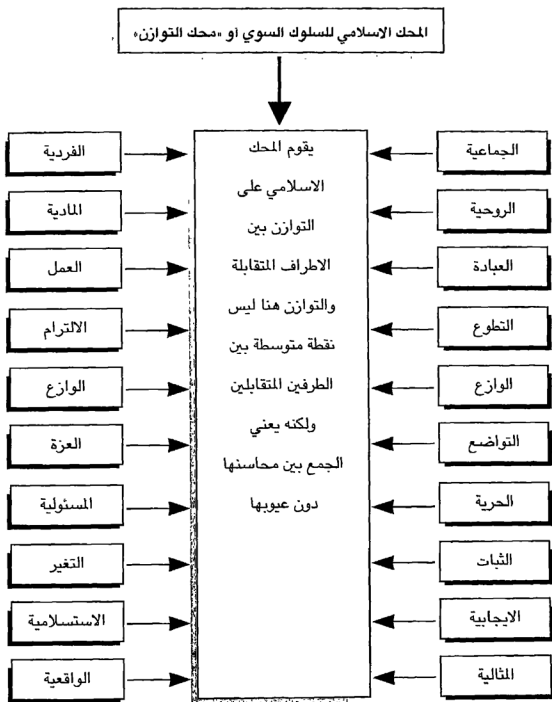 المحك الاسلامي للسلوك السوي أو «محك التوازن»
الجماعية
الروحية
العبادة
التطوع
الوازع
التواضع
الحرية
الثبات
الايجابية
المثالية
يقوم المحك
الاسلامي على
التوازن بين
الاطراف المتقابلة
والتوازن هنا ليس
نقطة متوسطة بين
الطرفين المتقابلين
ولكنه يعني
الجمع بين محاسنها
دون عيوبها
الفردية
المادية
العمل
الالترام
الوازع
العزة
المسئولية
التغير
الاستسلامية
الواقعية